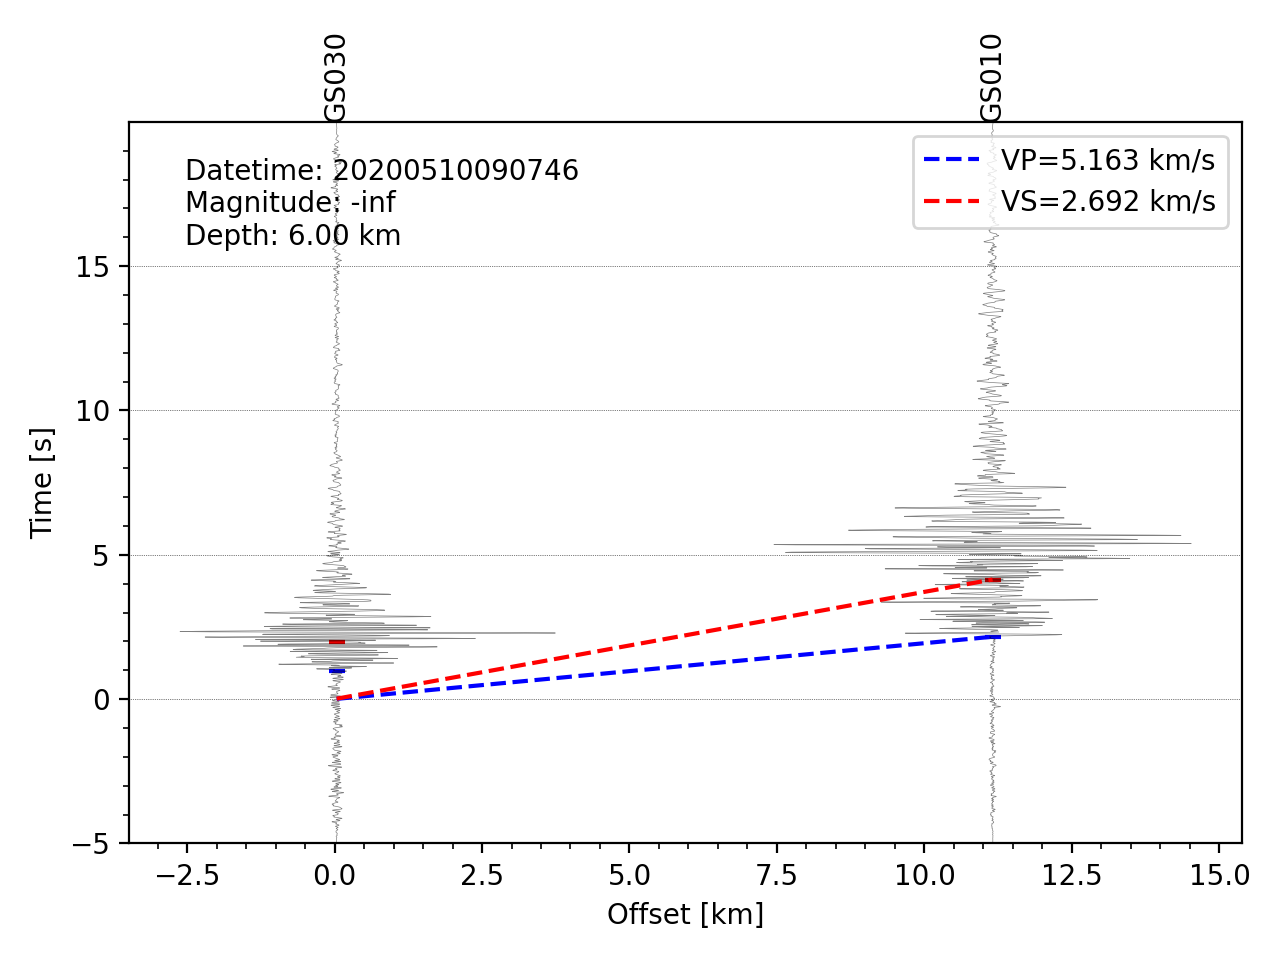 GS030
GS010
Datetime: 20200510090746
Magnitude: -inf
Depth: 6.00 km
VP=5.163 km/s
VS=2.692 km/s
15
10
5
0
−5
Time [s]
−2.5 0.0 2.5 5.0 7.5 10.0 12.5 15.0
Offset [km]